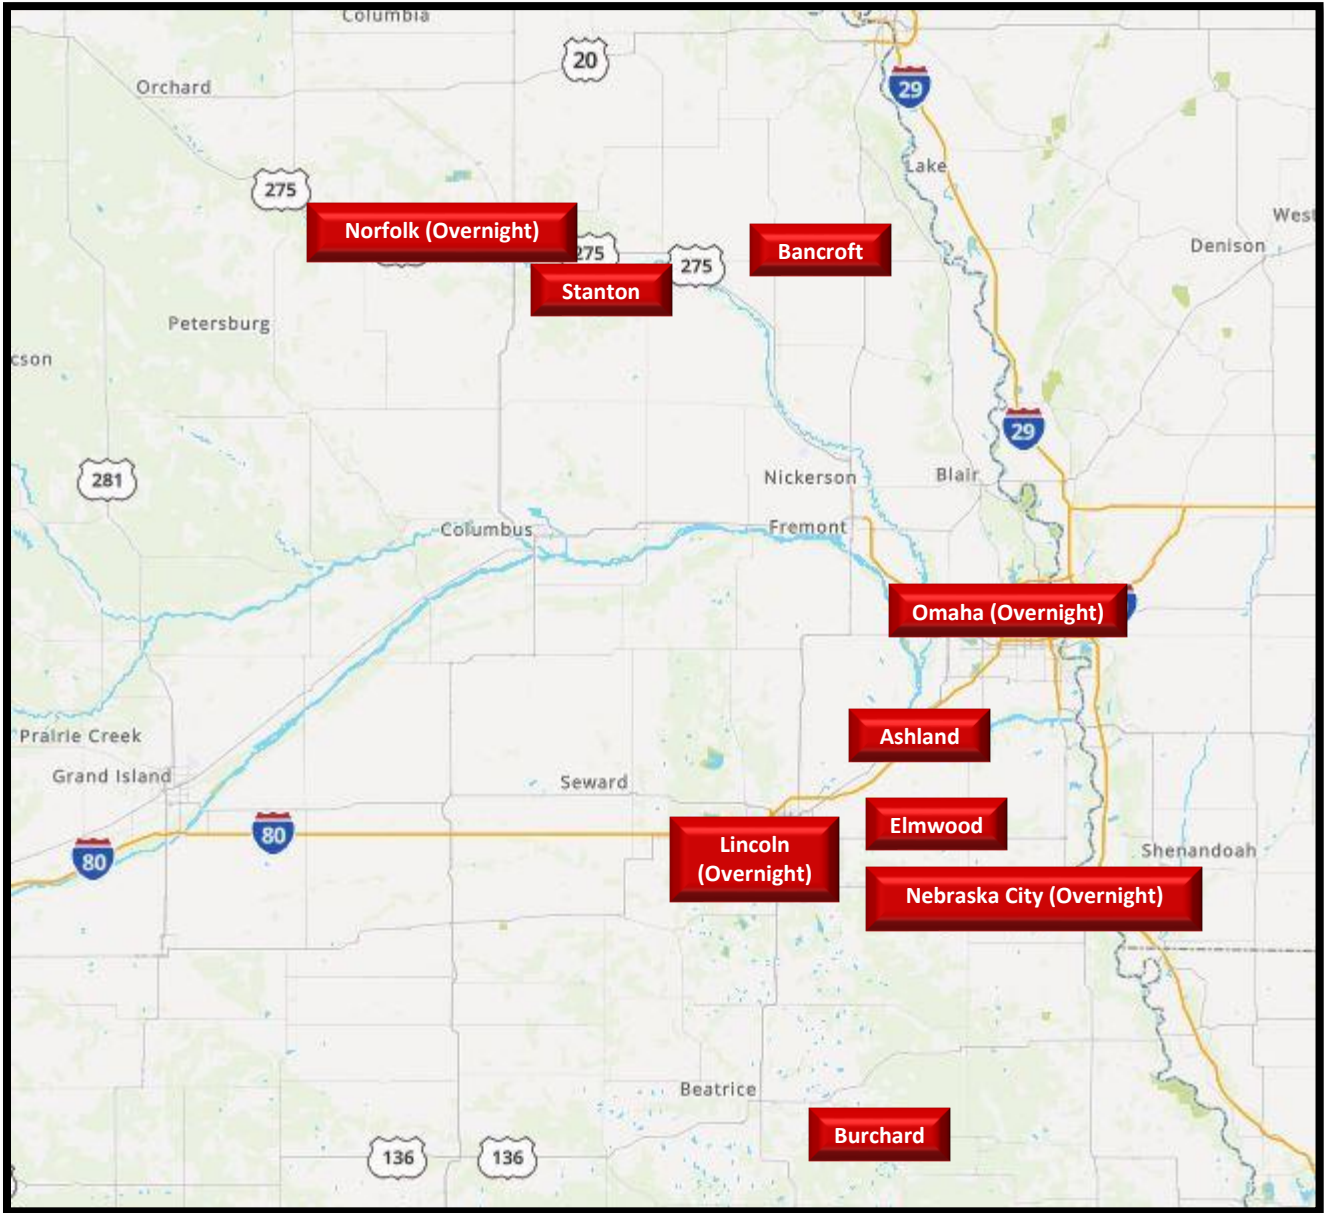 Columbia
20
Orchard
29
Lake
275
West
Norfolk (Overnight)
275
275
Bancroft
Denison
Stanton
Petersburg
cson
29
281
Nickerson
Blair
Columbus
Fremont
Omaha (Overnight)
Prairie Creek
Ashland
Grand Island
Seward
80
80
Lincoln
(Overnight)
Elmwood
Shenandoah
Nebraska City (Overnight)
Beatrice
Burchard
136
136